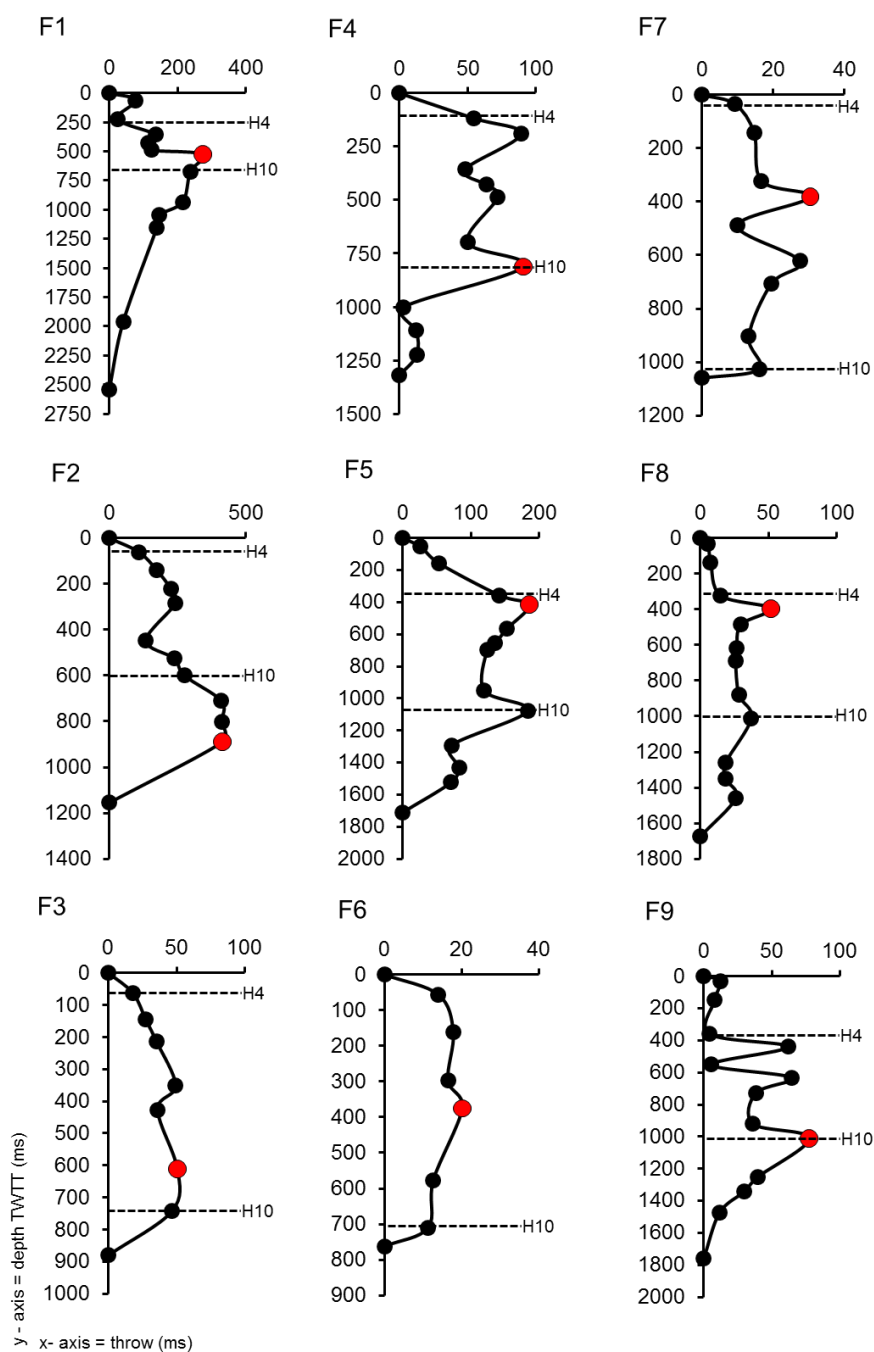 F1
0 200 400
0
250
500
750
1000
1250
1500
1750
2000
2250
2500
2750
H4
H10
F4
0 50 100
0
250
500
750
1000
1250
1500
H4
H10
F7
0 20 40
0
200
400
600
800
1000
1200
H4
H10
F2
0 500
0
200
400
600
800
1000
1200
1400
H4
H10
F5
0 100 200
0
200
400
600
800
1000
1200
1400
1600
1800
2000
H4
H10
F8
0 50 100
0
200
400
600
800
1000
1200
1400
1600
1800
H4
H10
F3
0 50 100
0
100
200
300
400
500
600
700
800
900
1000
H4
H10
F6
0 20 40
0
100
200
300
400
500
600
700
800
900
H10
F9
0 50 100
0
200
400
600
800
1000
1200
1400
1600
1800
2000
H4
H10
y - axis = depth TWTT (ms)
x- axis = throw (ms)